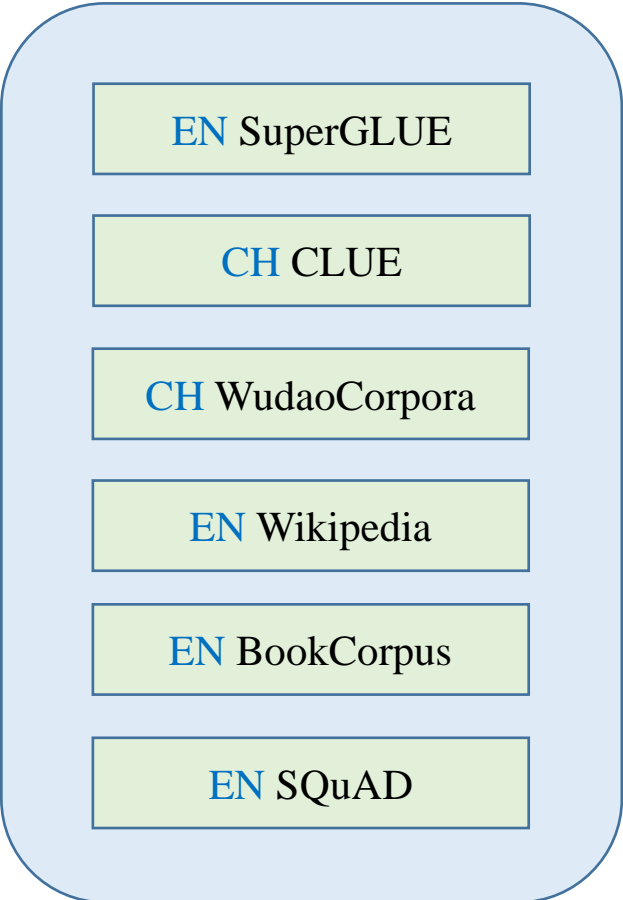 EN SuperGLUE
CH CLUE
CH WudaoCorpora
EN Wikipedia
EN BookCorpus
EN SQuAD